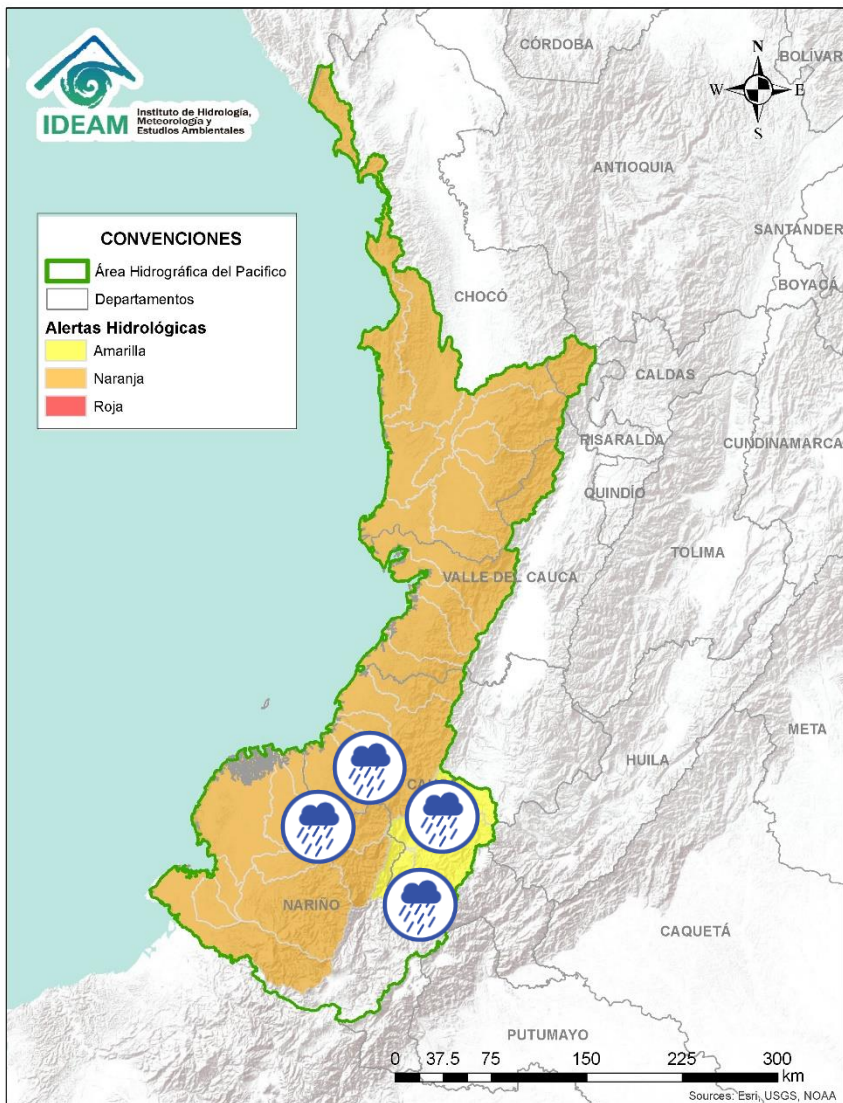 IDEAM
Instituto de Hidrología,
Meteorología y
Estudios Ambientales
N
W
E
S
CÓRDOBA
BOLÍVAR
ANTIOQUIA
SANTANDER
BOYACÁ
CHOCÓ
CALDAS
RISARALDA
CUNDINAMARCA
QUINDÍO
TOLIMA
VALLE DEL CAUCA
META
HUILA
NARIÑO
CAQUETÁ
PUTUMAYO
CONVENCIONES
Área Hidrográfica del Pacifico
Departamentos
Alertas Hidrológicas
Amarilla
Naranja
Roja
0 37.5 75 150 225 300
km
Sources: Esri, USGS, NOAA